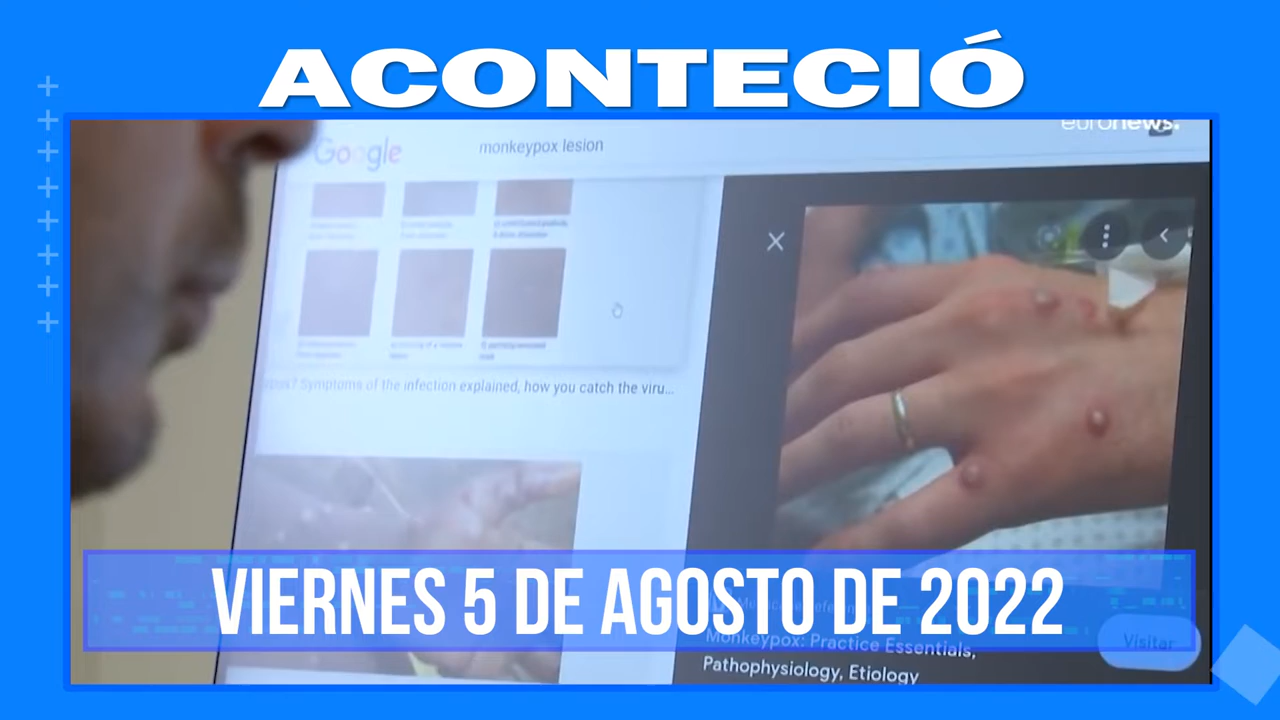 ACONTECIÓ
euronews.
Google
monkeypox lesion
Symptoms of the infection explained, how you catch the viru...
VIERNES 5 DE AGOSTO DE 2022
Monkeypox: Practice Essentials,
Pathophysiology, Etiology
Visitar